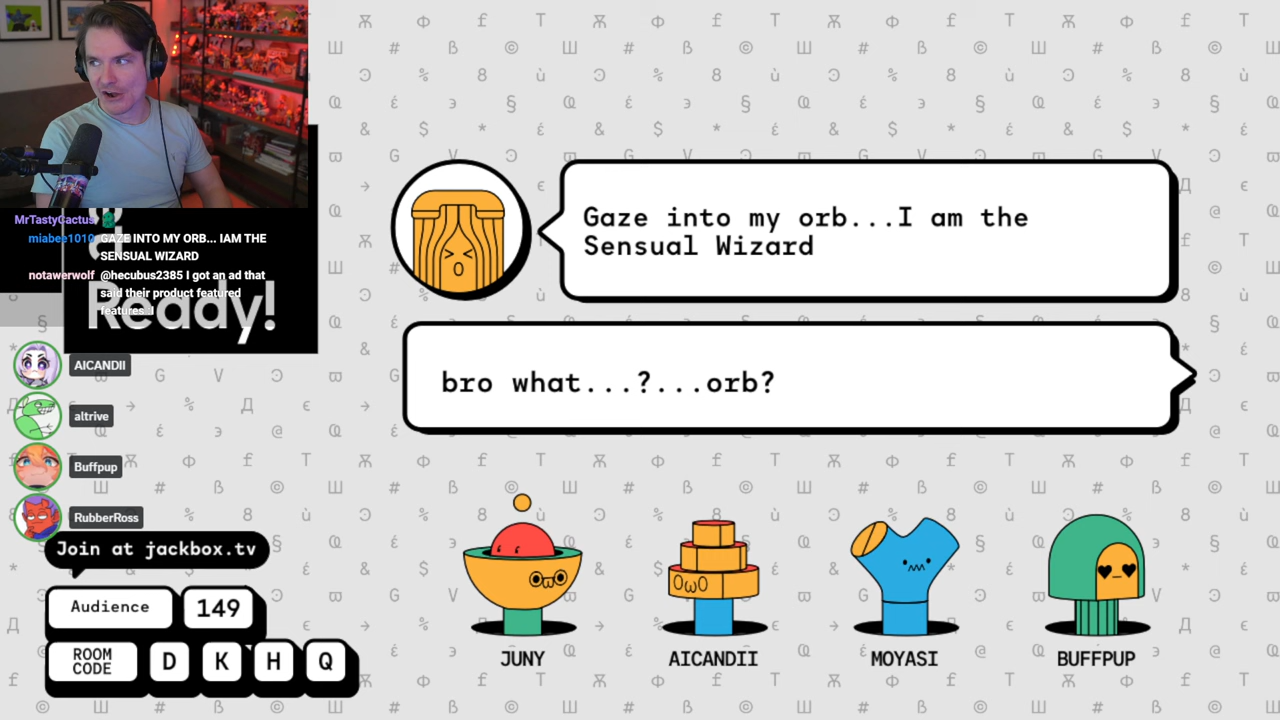 MrTastyCactus
miabee1010 GAZE INTO MY ORB... IAM THE
SENSUAL WIZARD
notawerwolf @hecubus2385 I got an ad that
said their product featured
features..!
Ready!
AICANDII
altrive
Buffpup
RubberRoss
Join at jackbox.tv
Audience 149
ROOM
CODE D K H Q
Gaze into my orb...I am the
Sensual Wizard
bro what...?...orb?
OωO
JUNY AICANDII MOYASI BUFFPUP